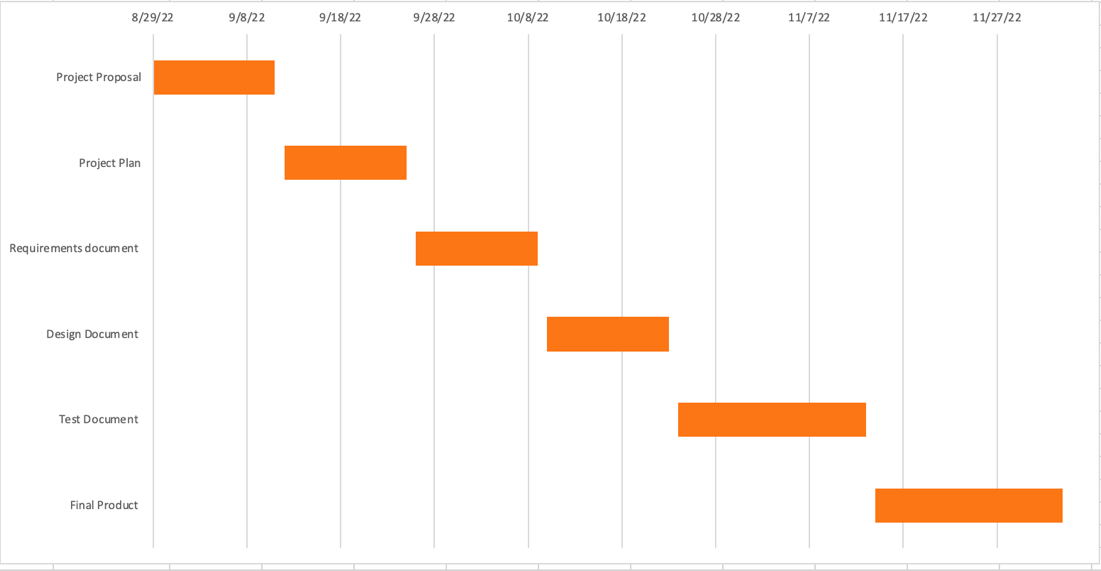 8/29/22 9/8/22 9/18/22 9/28/22 10/8/22 10/18/22 10/28/22 11/7/22 11/17/22 11/27/22
Project Proposal
Project Plan
Requirements document
Design Document
Test Document
Final Product